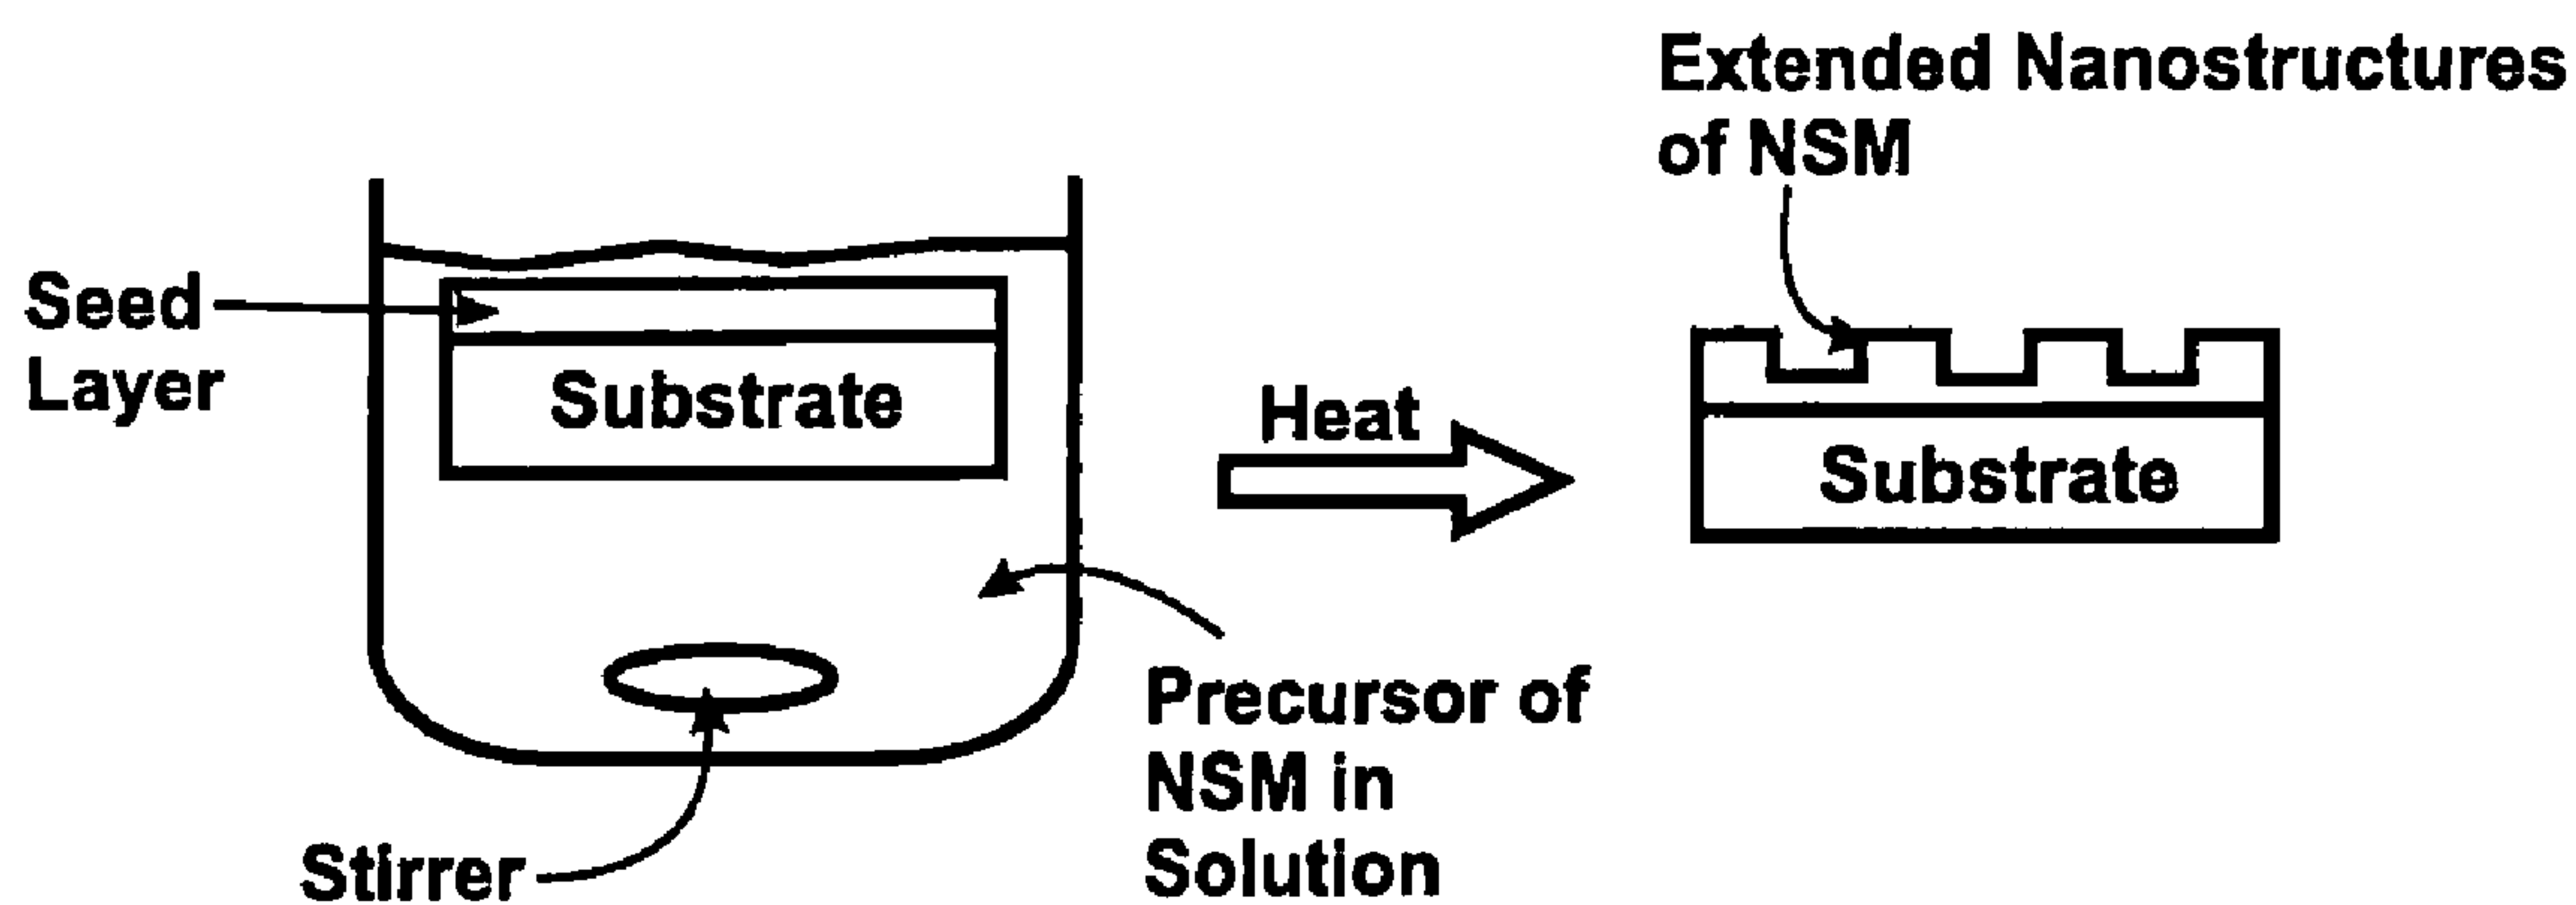 Extended Nanostructures
of NSM
Seed
Layer
Substrate
Heat
Substrate
Precursor of
NSM in
Solution
Stirrer